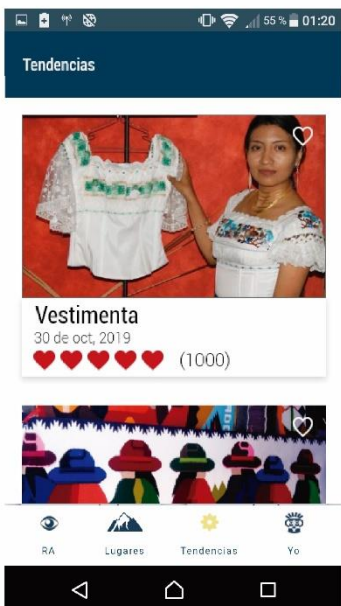 55 % 01:20
Tendencias
Vestimenta
30 de oct, 2019
(1000)
RA Lugares Tendencias Yo